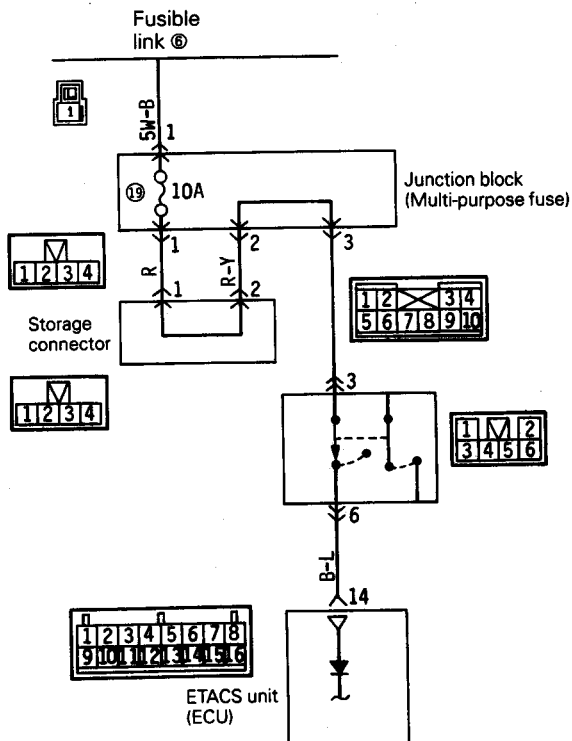 Fusible
link ⑥
1
5W-B
1
⑲ 10A
Junction block
(Multi-purpose fuse)
1 2 3
1 2 3 4
R
R-Y
1 2
Storage
connector
1 2 3 4
5 6 7 8 9 10
1 2 3 4
3
1 2
3 4 5 6
6
B-L
14
1 2 3 4 5 6 7 8
9 10 11 12 13 14 15 16
ETACS unit
(ECU)